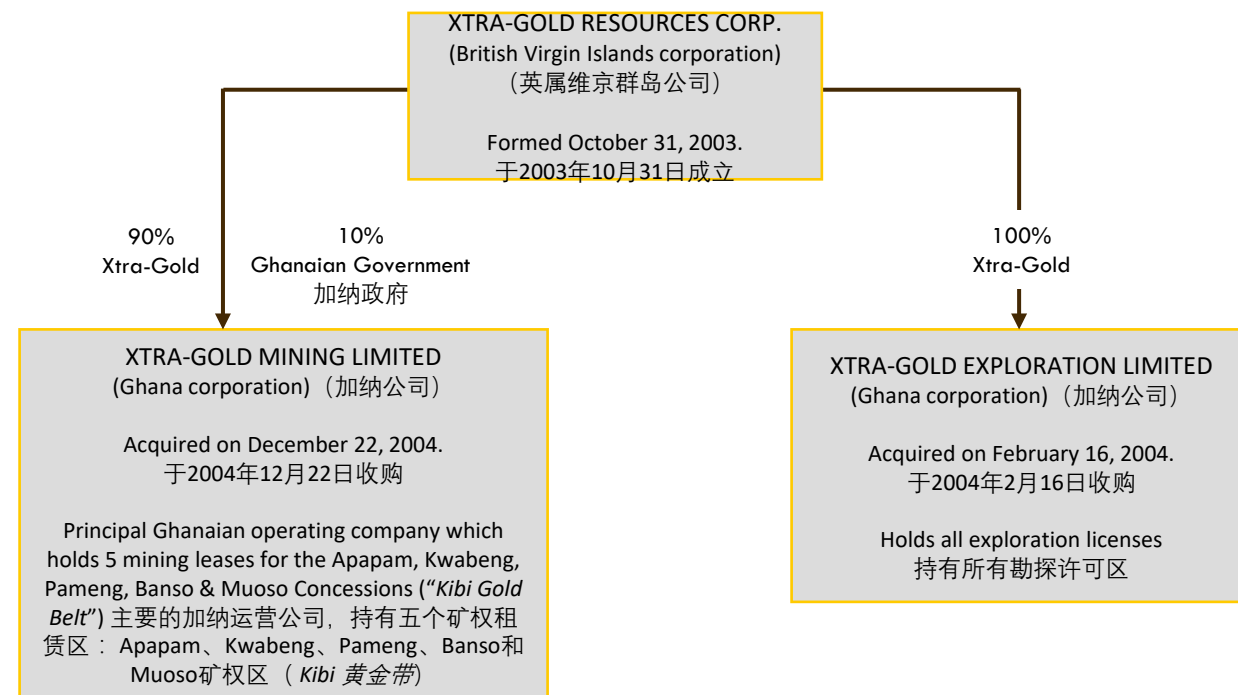 XTRA-GOLD RESOURCES CORP.
(British Virgin Islands corporation)
（英属维京群岛公司）
Formed October 31, 2003.
于2003年10月31日成立
90%
Xtra-Gold
10%
Ghanaian Government
加纳政府
100%
Xtra-Gold
XTRA-GOLD MINING LIMITED
(Ghana corporation)（加纳公司）
Acquired on December 22, 2004.
于2004年12月22日收购
Principal Ghanaian operating company which
holds 5 mining leases for the Apapam, Kwabeng,
Pameng, Banso & Muoso Concessions (“Kibi Gold
Belt”) 主要的加纳运营公司，持有五个矿权租
赁区 ：Apapam、Kwabeng、Pameng、Banso和
Muoso矿权区（ Kibi 黄金带）
XTRA-GOLD EXPLORATION LIMITED
(Ghana corporation)（加纳公司）
Acquired on February 16, 2004.
于2004年2月16日收购
Holds all exploration licenses
持有所有勘探许可区